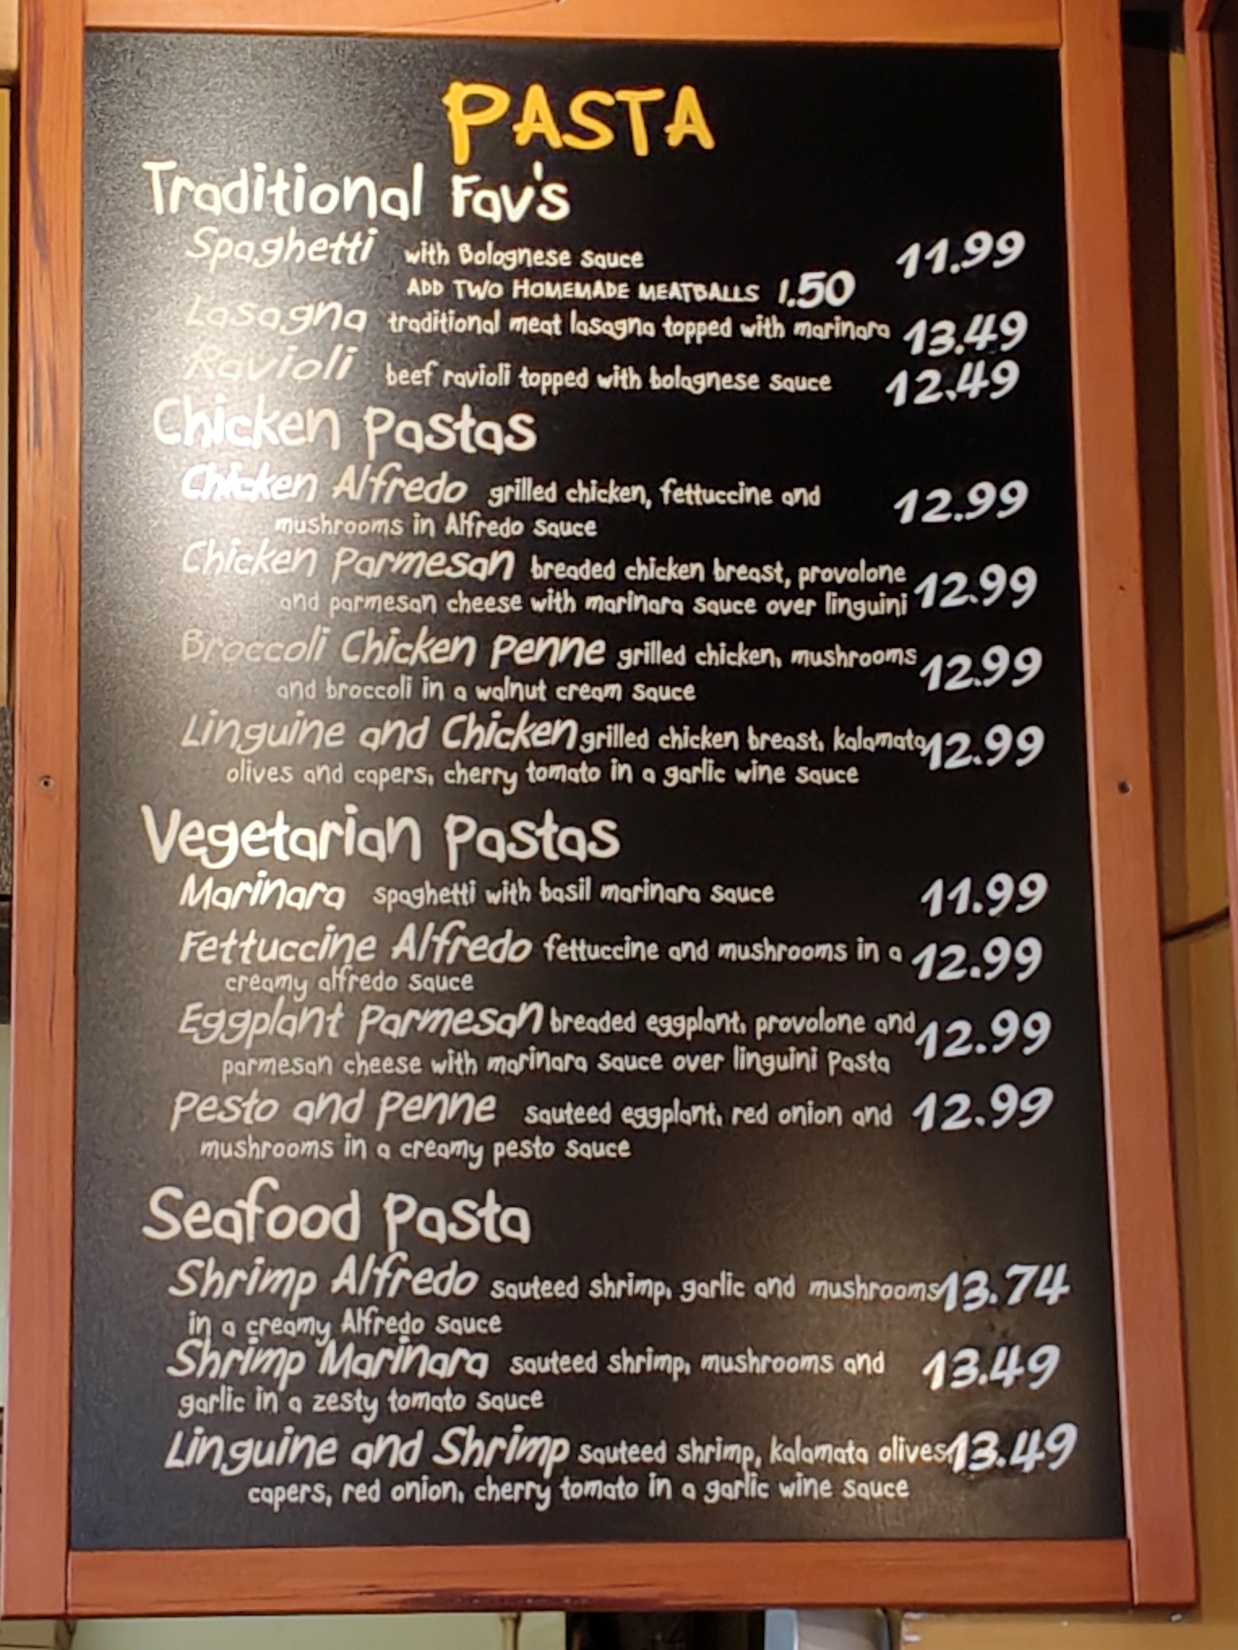 PASTA
Traditional Fav's
Spaghetti with Bolognese sauce 11.99
ADD TWO HOMEMADE MEATBALLS 1.50
Lasagna traditional meat lasagna topped with marinara 13.49
Ravioli beef ravioli topped with bolagnese sauce 12.49
Chicken Pastas
Chicken Alfredo grilled chicken, fettuccine and 12.99
mushrooms in Alfredo sauce
Chicken Parmesan breaded chicken breast, provolone 12.99
and parmesan cheese with marinara sauce over linguini
Broccoli Chicken Penne grilled chicken, mushrooms 12.99
and broccoli in a walnut cream sauce
Linguine and Chicken grilled chicken breast, kalamata 12.99
olives and capers, cherry tomato in a garlic wine sauce
Vegetarian Pastas
Marinara spaghetti with basil marinara sauce 11.99
Fettuccine Alfredo fettuccine and mushrooms in a 12.99
creamy alfredo sauce
Eggplant Parmesan breaded eggplant, provolone and 12.99
parmesan cheese with marinara sauce over linguini Pasta
Pesto and Penne sauteed eggplant, red onion and 12.99
mushrooms in a creamy pesto sauce
Seafood Pasta
Shrimp Alfredo sauteed shrimp, garlic and mushrooms 13.74
in a creamy Alfredo sauce
Shrimp Marinara sauteed shrimp, mushrooms and 13.49
garlic in a zesty tomato sauce
Linguine and Shrimp sauteed shrimp, kalamata olives 13.49
capers, red onion, cherry tomato in a garlic wine sauce